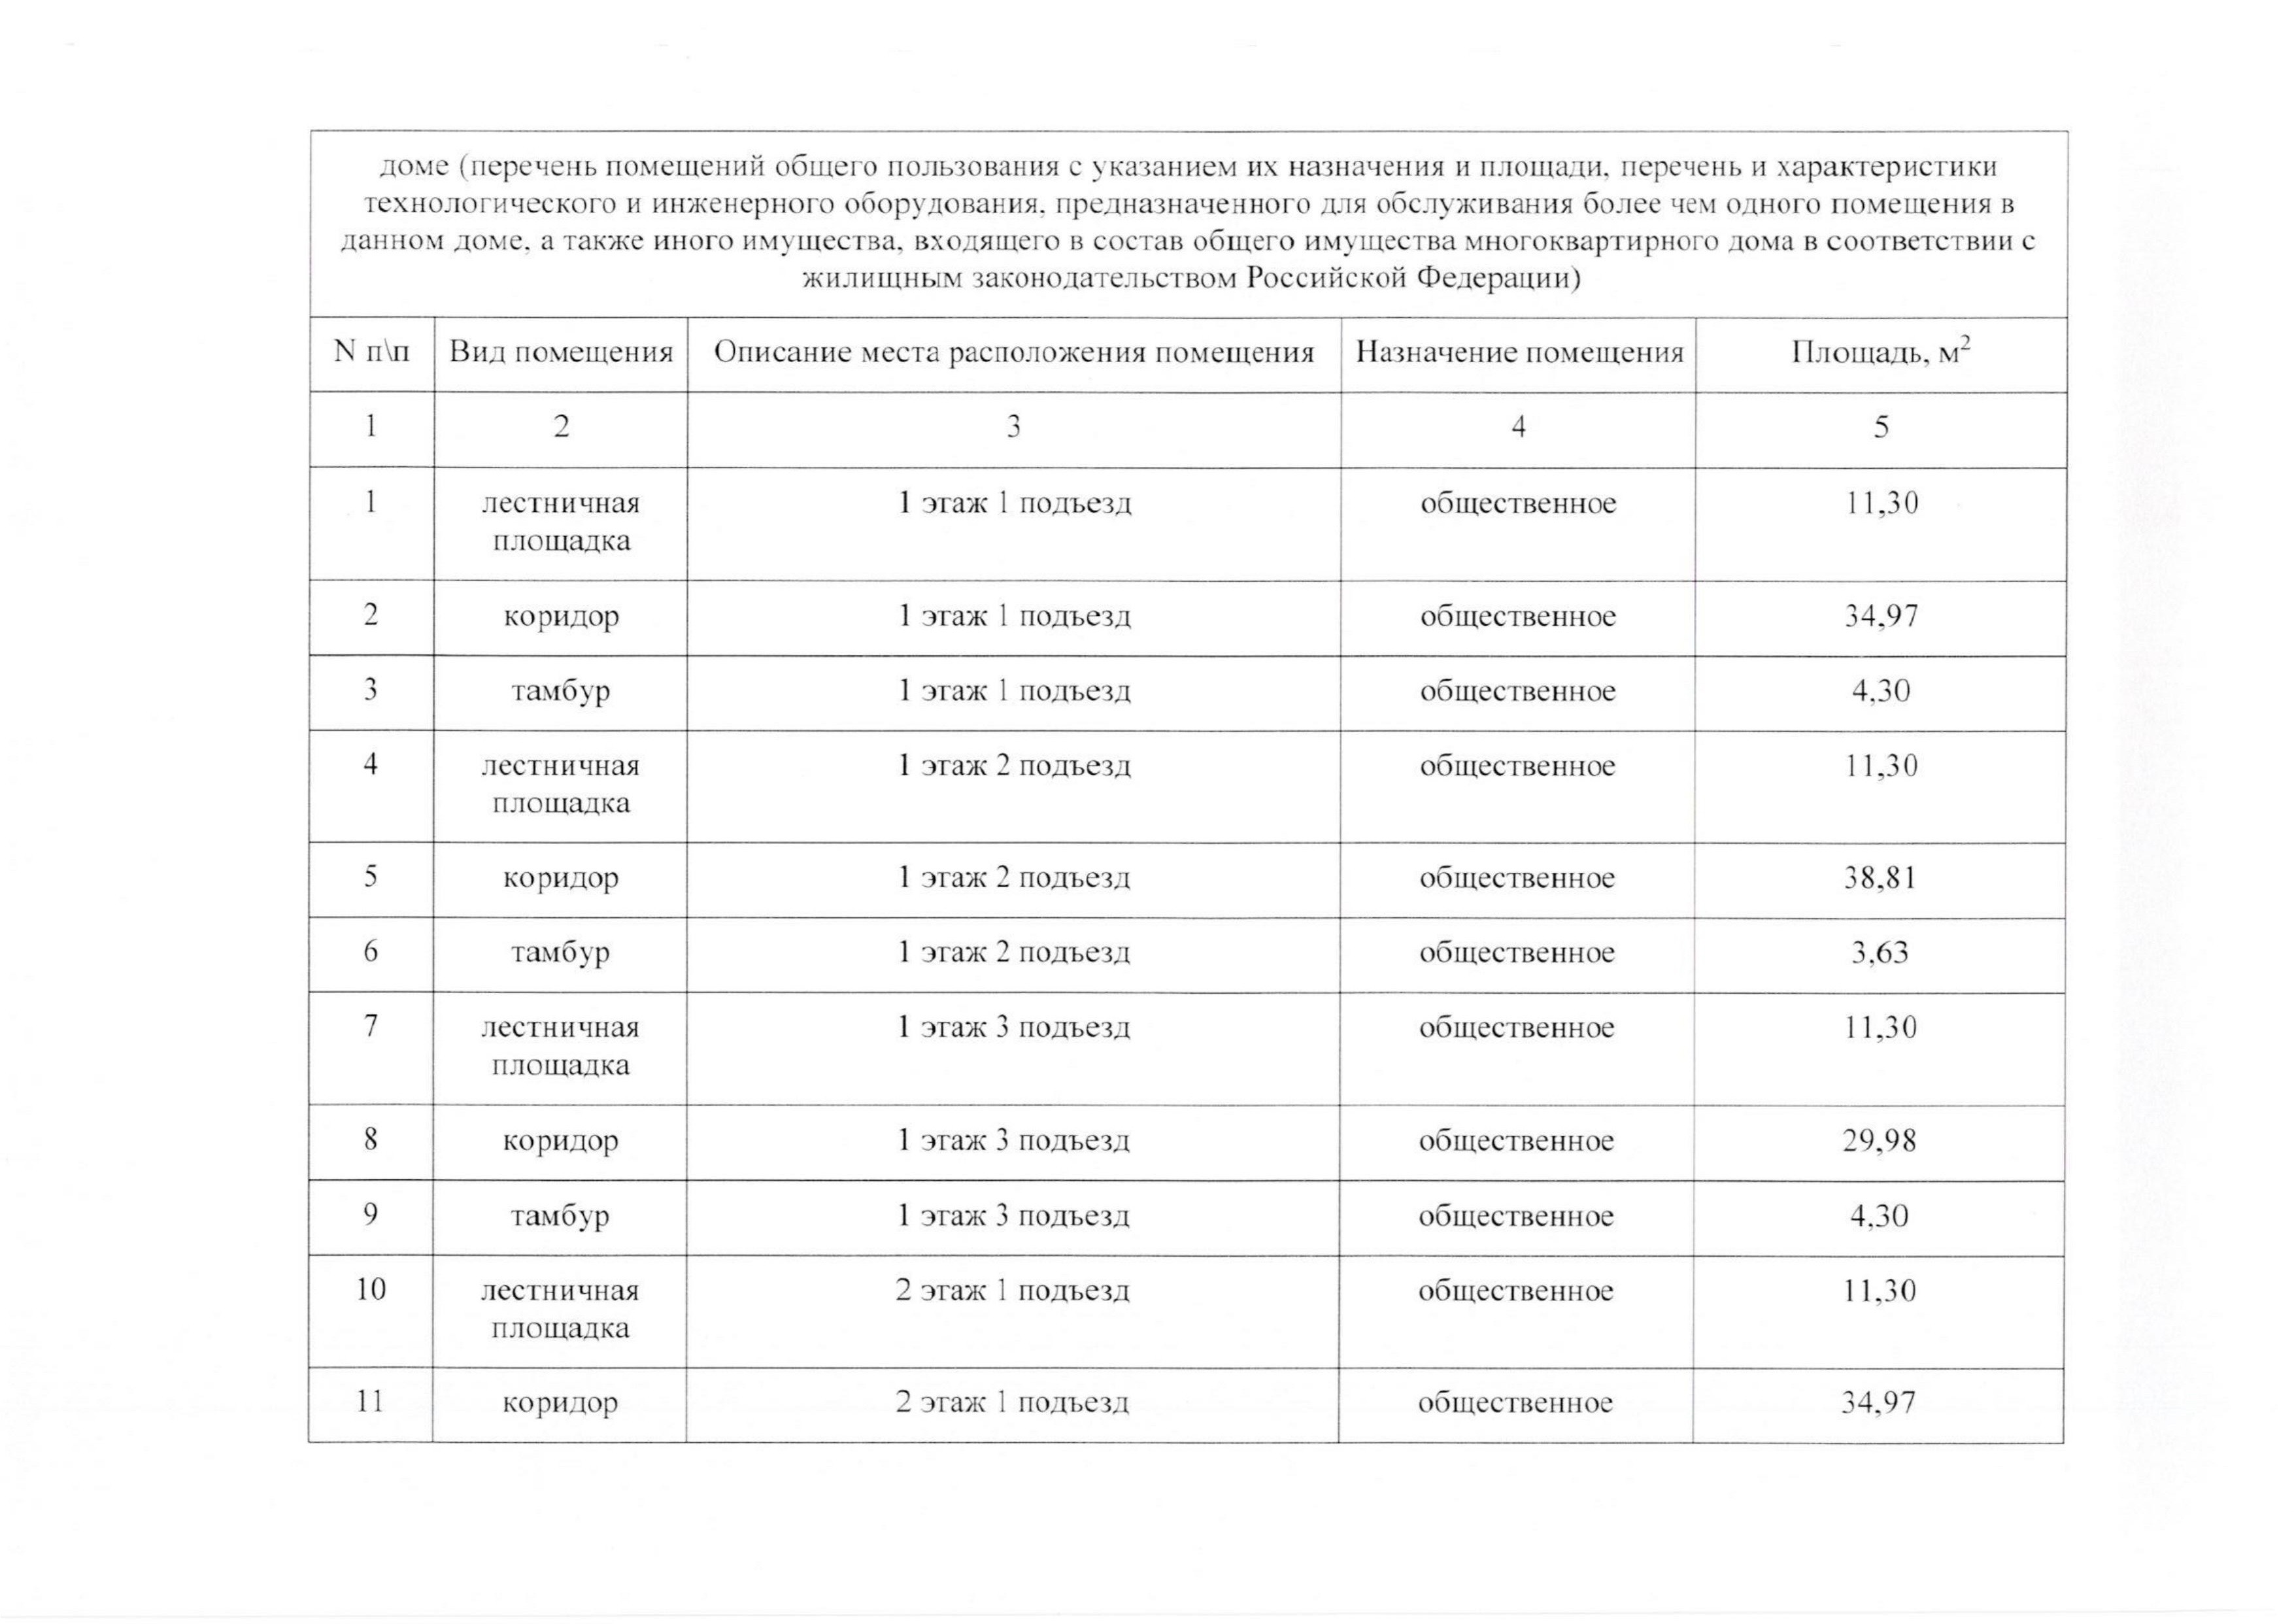 доме (перечень помещений общего пользования с указанием их назначения и площади, перечень и характеристики
технологического и инженерного оборудования, предназначенного для обслуживания более чем одного помещения в
данном доме, а также иного имущества, входящего в состав общего имущества многоквартирного дома в соответствии с
жилищным законодательством Российской Федерации)
N п\п Вид помещения Описание места расположения помещения Назначение помещения Площадь, м²
1 2 3 4 5
1 лестничная 1 этаж 1 подъезд общественное 11,30
площадка
2 коридор 1 этаж 1 подъезд общественное 34,97
3 тамбур 1 этаж 1 подъезд общественное 4,30
4 лестничная 1 этаж 2 подъезд общественное 11,30
площадка
5 коридор 1 этаж 2 подъезд общественное 38,81
6 тамбур 1 этаж 2 подъезд общественное 3,63
7 лестничная 1 этаж 3 подъезд общественное 11,30
площадка
8 коридор 1 этаж 3 подъезд общественное 29,98
9 тамбур 1 этаж 3 подъезд общественное 4,30
10 лестничная 2 этаж 1 подъезд общественное 11,30
площадка
11 коридор 2 этаж 1 подъезд общественное 34,97